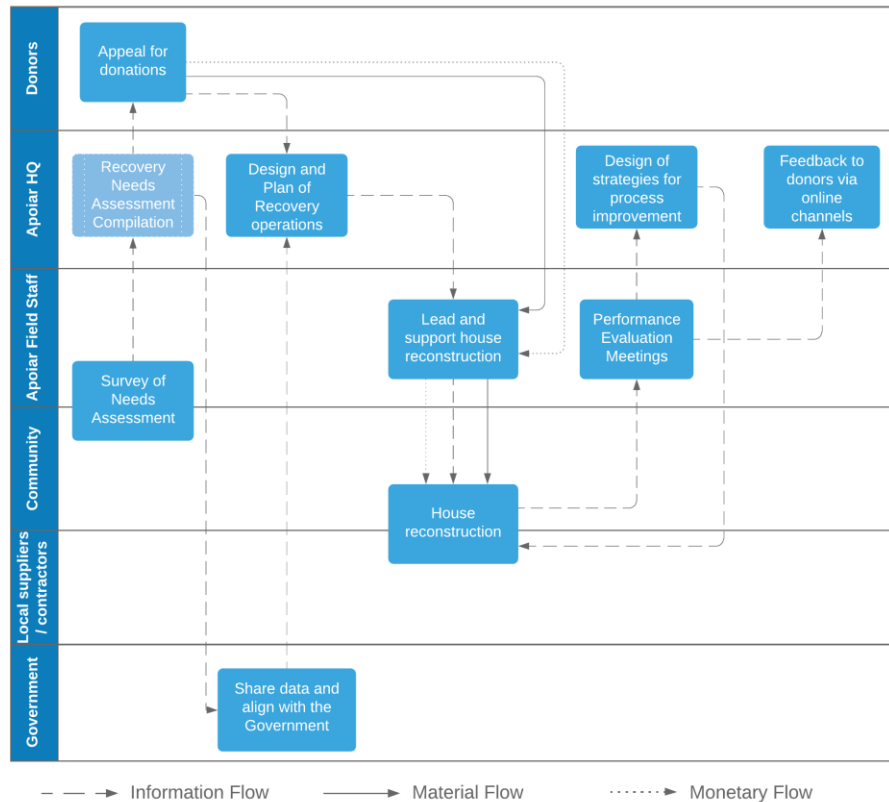 Donors
Appeal for
donations
Apoiar HQ
Recovery
Needs
Assessment
Compilation
Design and
Plan of
Recovery
operations
Design of
strategies for
process
improvement
Feedback to
donors via
online
channels
Apoiar Field Staff
Survey of
Needs
Assessment
Lead and
support house
reconstruction
Performance
Evaluation
Meetings
Community
House
reconstruction
Local suppliers
/ contractors
Government
Share data and
align with the
Government
Information Flow
Material Flow
Monetary Flow